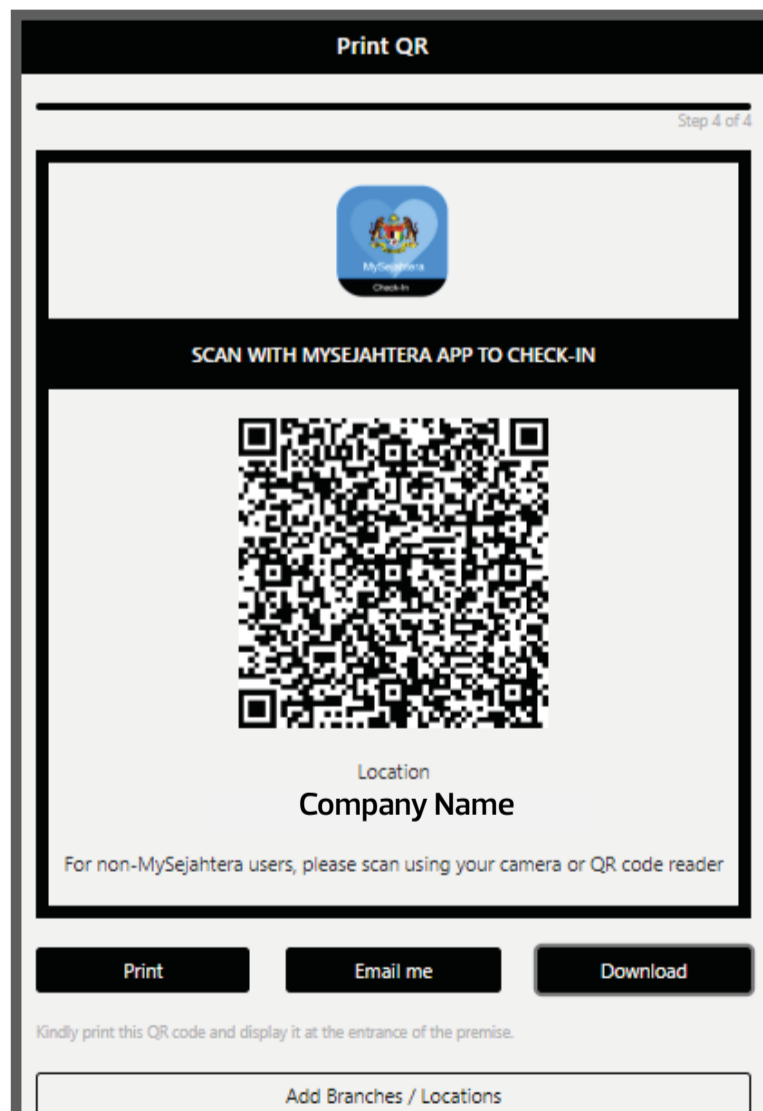 Print QR
Step 4 of 4
MySejahtera
Check-In
SCAN WITH MYSEJAHTERA APP TO CHECK-IN
Location
Company Name
For non-MySejahtera users, please scan using your camera or QR code reader
Print Email me Download
Kindly print this QR code and display it at the entrance of the premise.
Add Branches / Locations